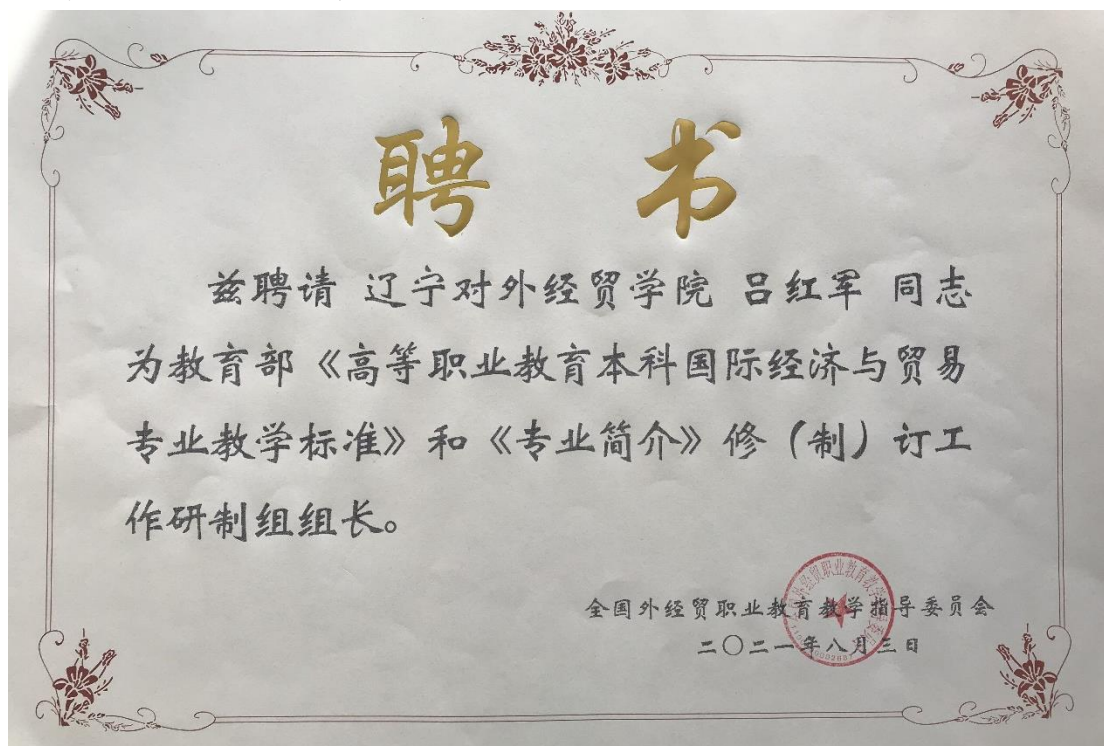 聘 书
兹聘请 辽宁对外经贸学院 吕红军 同志
为教育部《高等职业教育本科国际经济与贸易
专业教学标准》和《专业简介》修（制）订工
作研制组组长。
全国外经贸职业教育教学指导委员会
二〇二一年八月三日